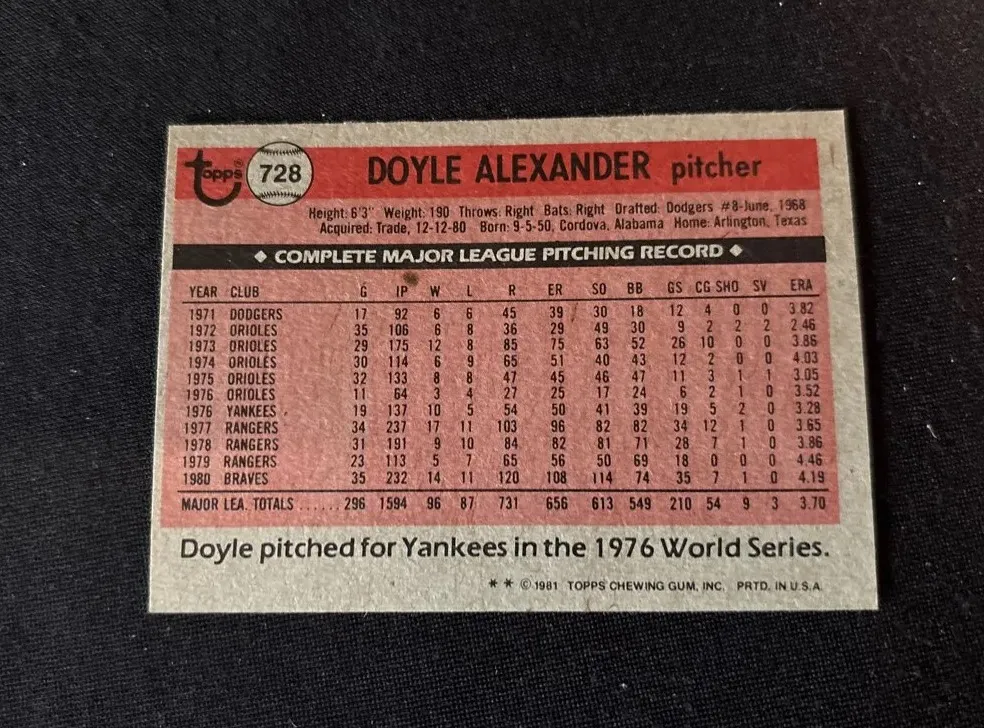 Topps® 728 DOYLE ALEXANDER pitcher
Height: 6'3" Weight: 190 Throws: Right Bats: Right Drafted: Dodgers #8-June, 1968
Acquired: Trade, 12-12-80 Born: 9-5-50, Cordova, Alabama Home: Arlington, Texas
◆ COMPLETE MAJOR LEAGUE PITCHING RECORD ◆
YEAR CLUB G IP W L R ER SO BB GS CG SHO SV ERA
1971 DODGERS 17 92 6 6 45 39 30 18 12 4 0 0 3.82
1972 ORIOLES 35 106 6 8 36 29 49 30 9 2 2 2 2.46
1973 ORIOLES 29 175 12 8 85 75 63 52 26 10 0 0 3.86
1974 ORIOLES 30 114 6 9 65 51 40 43 12 2 0 0 4.03
1975 ORIOLES 32 133 8 8 47 45 46 47 11 3 1 1 3.05
1976 ORIOLES 11 64 3 4 27 25 17 24 6 2 1 0 3.52
1976 YANKEES 19 137 10 5 54 50 41 39 19 5 2 0 3.28
1977 RANGERS 34 237 17 11 103 96 82 82 34 12 1 0 3.65
1978 RANGERS 31 191 9 10 84 82 81 71 28 7 1 0 3.86
1979 RANGERS 23 113 5 7 65 56 50 69 18 0 0 0 4.46
1980 BRAVES 35 232 14 11 120 108 114 74 35 7 1 0 4.19
MAJOR LEA. TOTALS ...... 296 1594 96 87 731 656 613 549 210 54 9 3 3.70
Doyle pitched for Yankees in the 1976 World Series.
* * © 1981 TOPPS CHEWING GUM, INC. PRTD. IN U.S.A.